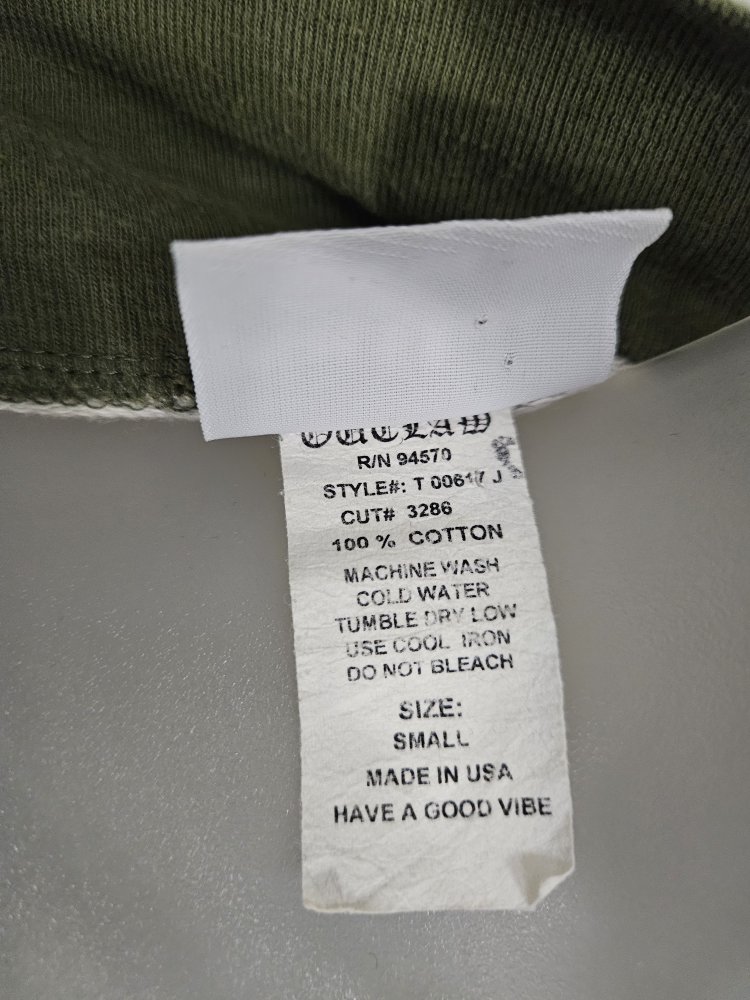 OUTLAW
R/N 94570
STYLE#: T 00617 J
CUT# 3286
100 % COTTON
MACHINE WASH
COLD WATER
TUMBLE DRY LOW
USE COOL IRON
DO NOT BLEACH
SIZE:
SMALL
MADE IN USA
HAVE A GOOD VIBE